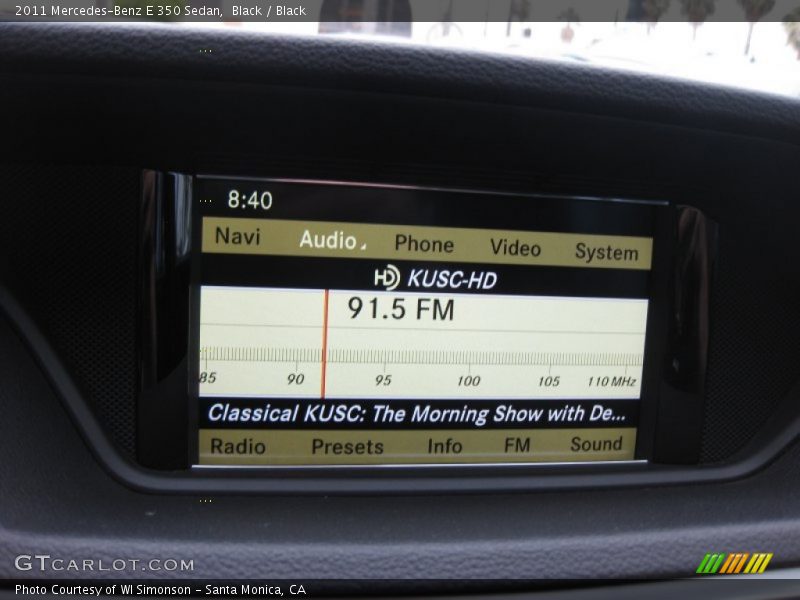 2011 Mercedes-Benz E 350 Sedan, Black / Black
8:40
Navi Audio Phone Video System
HD KUSC-HD
91.5 FM
85 90 95 100 105 110 MHz
Classical KUSC: The Morning Show with De...
Radio Presets Info FM Sound
GTCARLOT.COM
Photo Courtesy of WI Simonson - Santa Monica, CA